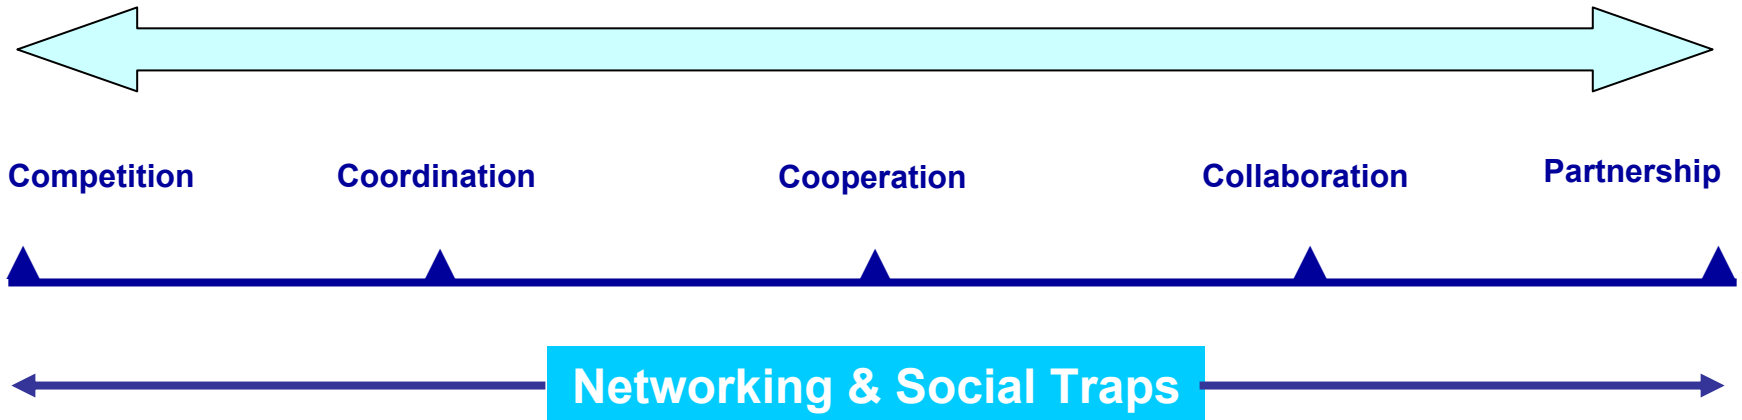 Competition Coordination Cooperation Collaboration Partnership
Networking & Social Traps